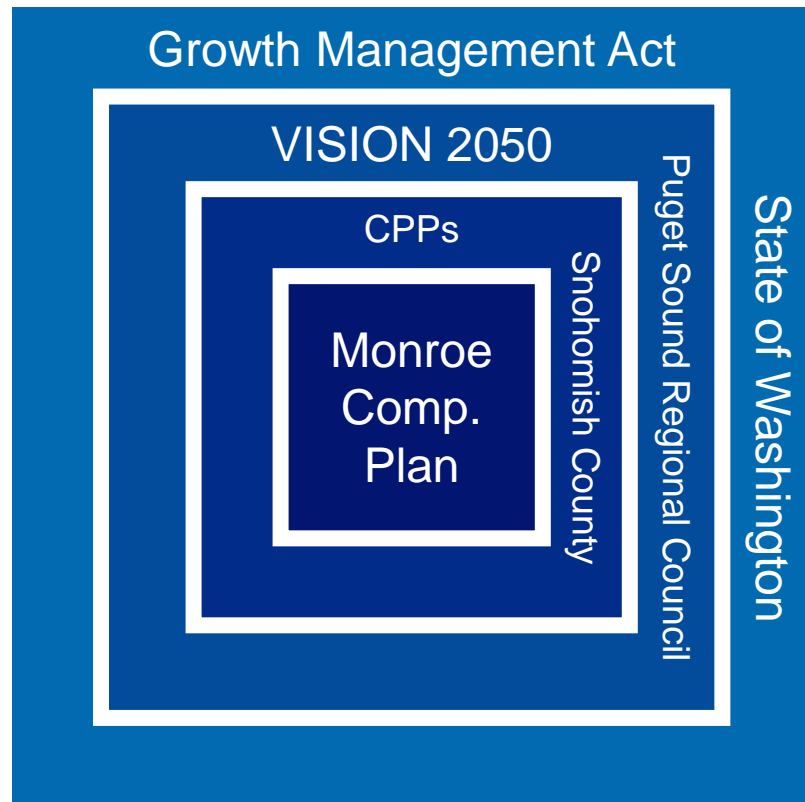 Growth Management Act
State of Washington
VISION 2050
Puget Sound Regional Council
CPPs
Snohomish County
Monroe
Comp.
Plan